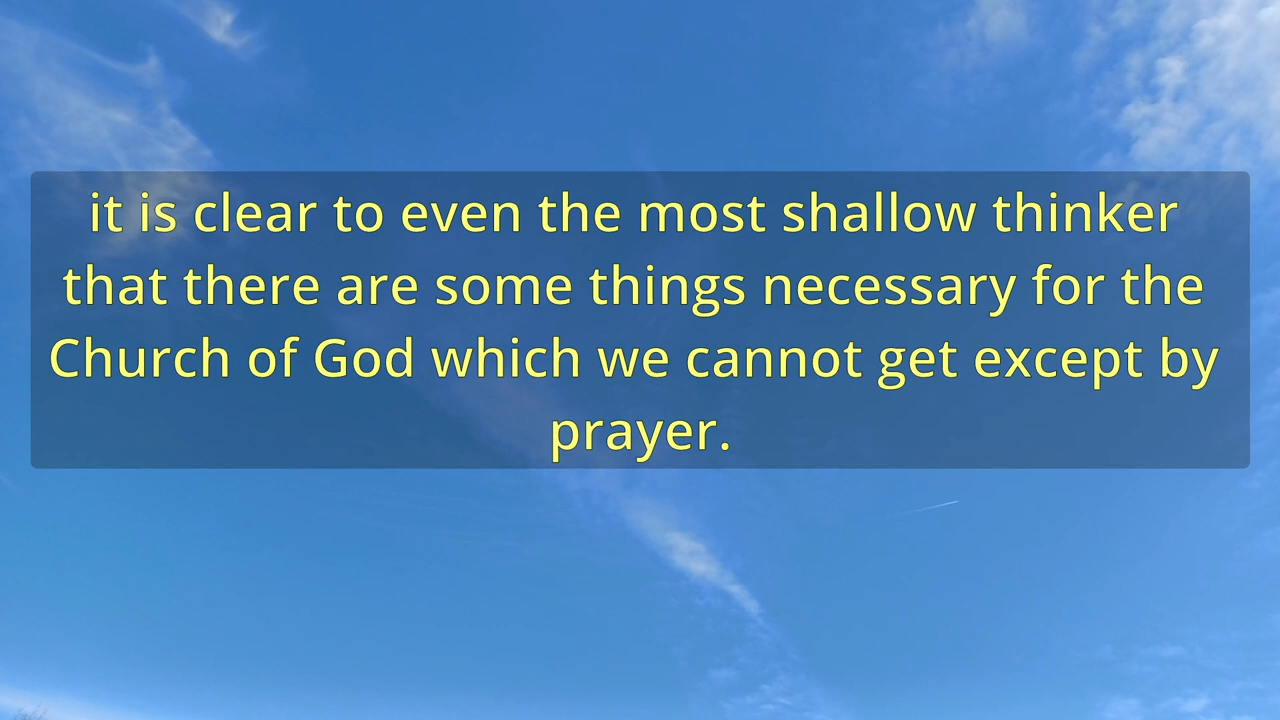 it is clear to even the most shallow thinker
that there are some things necessary for the
Church of God which we cannot get except by
prayer.